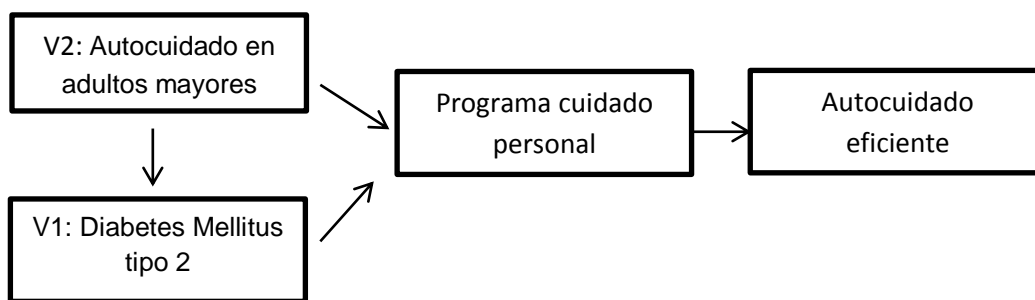 V2: Autocuidado en
adultos mayores
Programa cuidado
personal
Autocuidado
eficiente
V1: Diabetes Mellitus
tipo 2